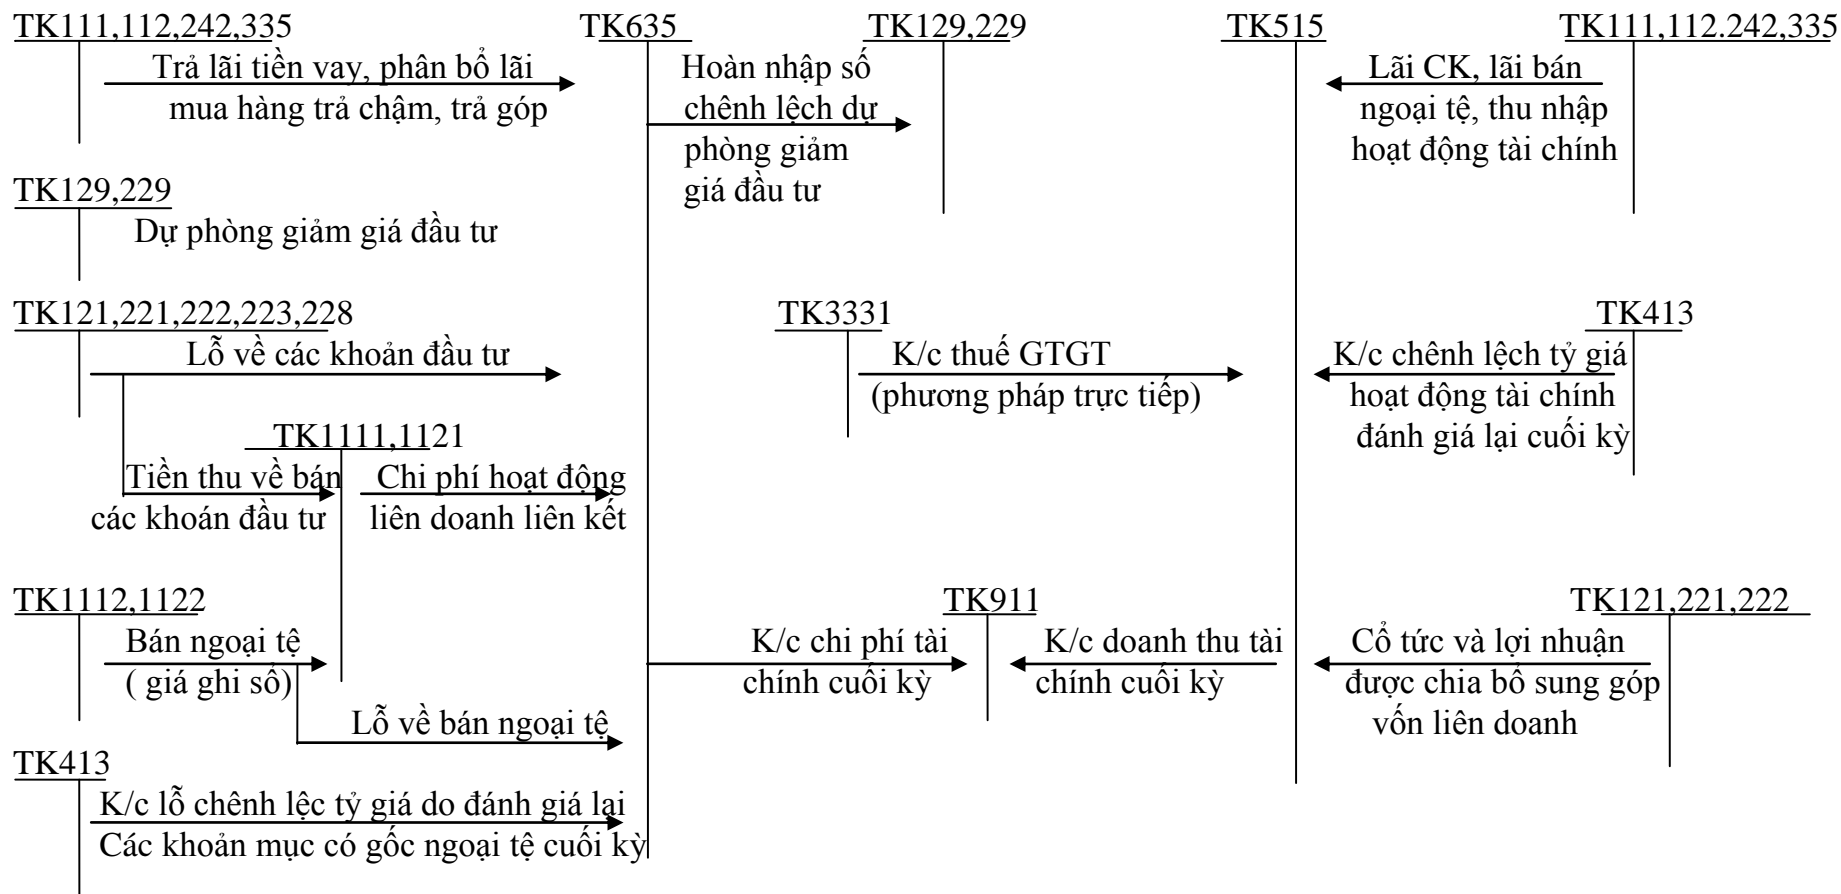 TK111,112,242,335
TK635
TK129,229
TK515
TK111,112.242,335
Trả lãi tiền vay, phân bổ lãi
mua hàng trả chậm, trả góp
Hoàn nhập số
chênh lệch dự
phòng giảm
giá đầu tư
Lãi CK, lãi bán
ngoại tệ, thu nhập
hoạt động tài chính
TK129,229
Dự phòng giảm giá đầu tư
TK121,221,222,223,228
Lỗ về các khoản đầu tư
TK3331
K/c thuế GTGT
(phương pháp trực tiếp)
TK413
K/c chênh lệch tỷ giá
hoạt động tài chính
đánh giá lại cuối kỳ
TK1111,1121
Tiền thu về bán
các khoán đầu tư
Chi phí hoạt động
liên doanh liên kết
TK1112,1122
Bán ngoại tệ
( giá ghi sổ)
Lỗ về bán ngoại tệ
TK911
K/c chi phí tài
chính cuối kỳ
K/c doanh thu tài
chính cuối kỳ
TK121,221,222
Cổ tức và lợi nhuận
được chia bổ sung góp
vốn liên doanh
TK413
K/c lỗ chênh lệc tỷ giá do đánh giá lại
Các khoản mục có gốc ngoại tệ cuối kỳ